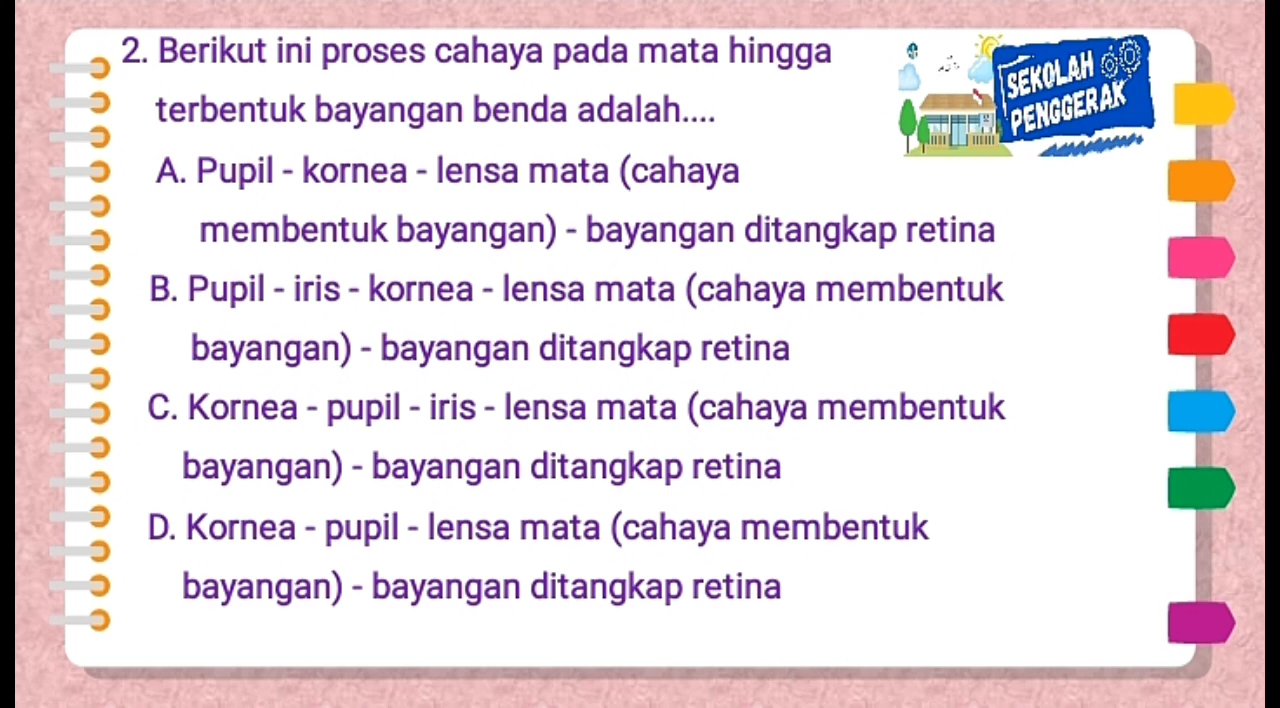 2. Berikut ini proses cahaya pada mata hingga
terbentuk bayangan benda adalah....
SEKOLAH
PENGGERAK
A. Pupil - kornea - lensa mata (cahaya
membentuk bayangan) - bayangan ditangkap retina
B. Pupil - iris - kornea - lensa mata (cahaya membentuk
bayangan) - bayangan ditangkap retina
C. Kornea - pupil - iris - lensa mata (cahaya membentuk
bayangan) - bayangan ditangkap retina
D. Kornea - pupil - lensa mata (cahaya membentuk
bayangan) - bayangan ditangkap retina